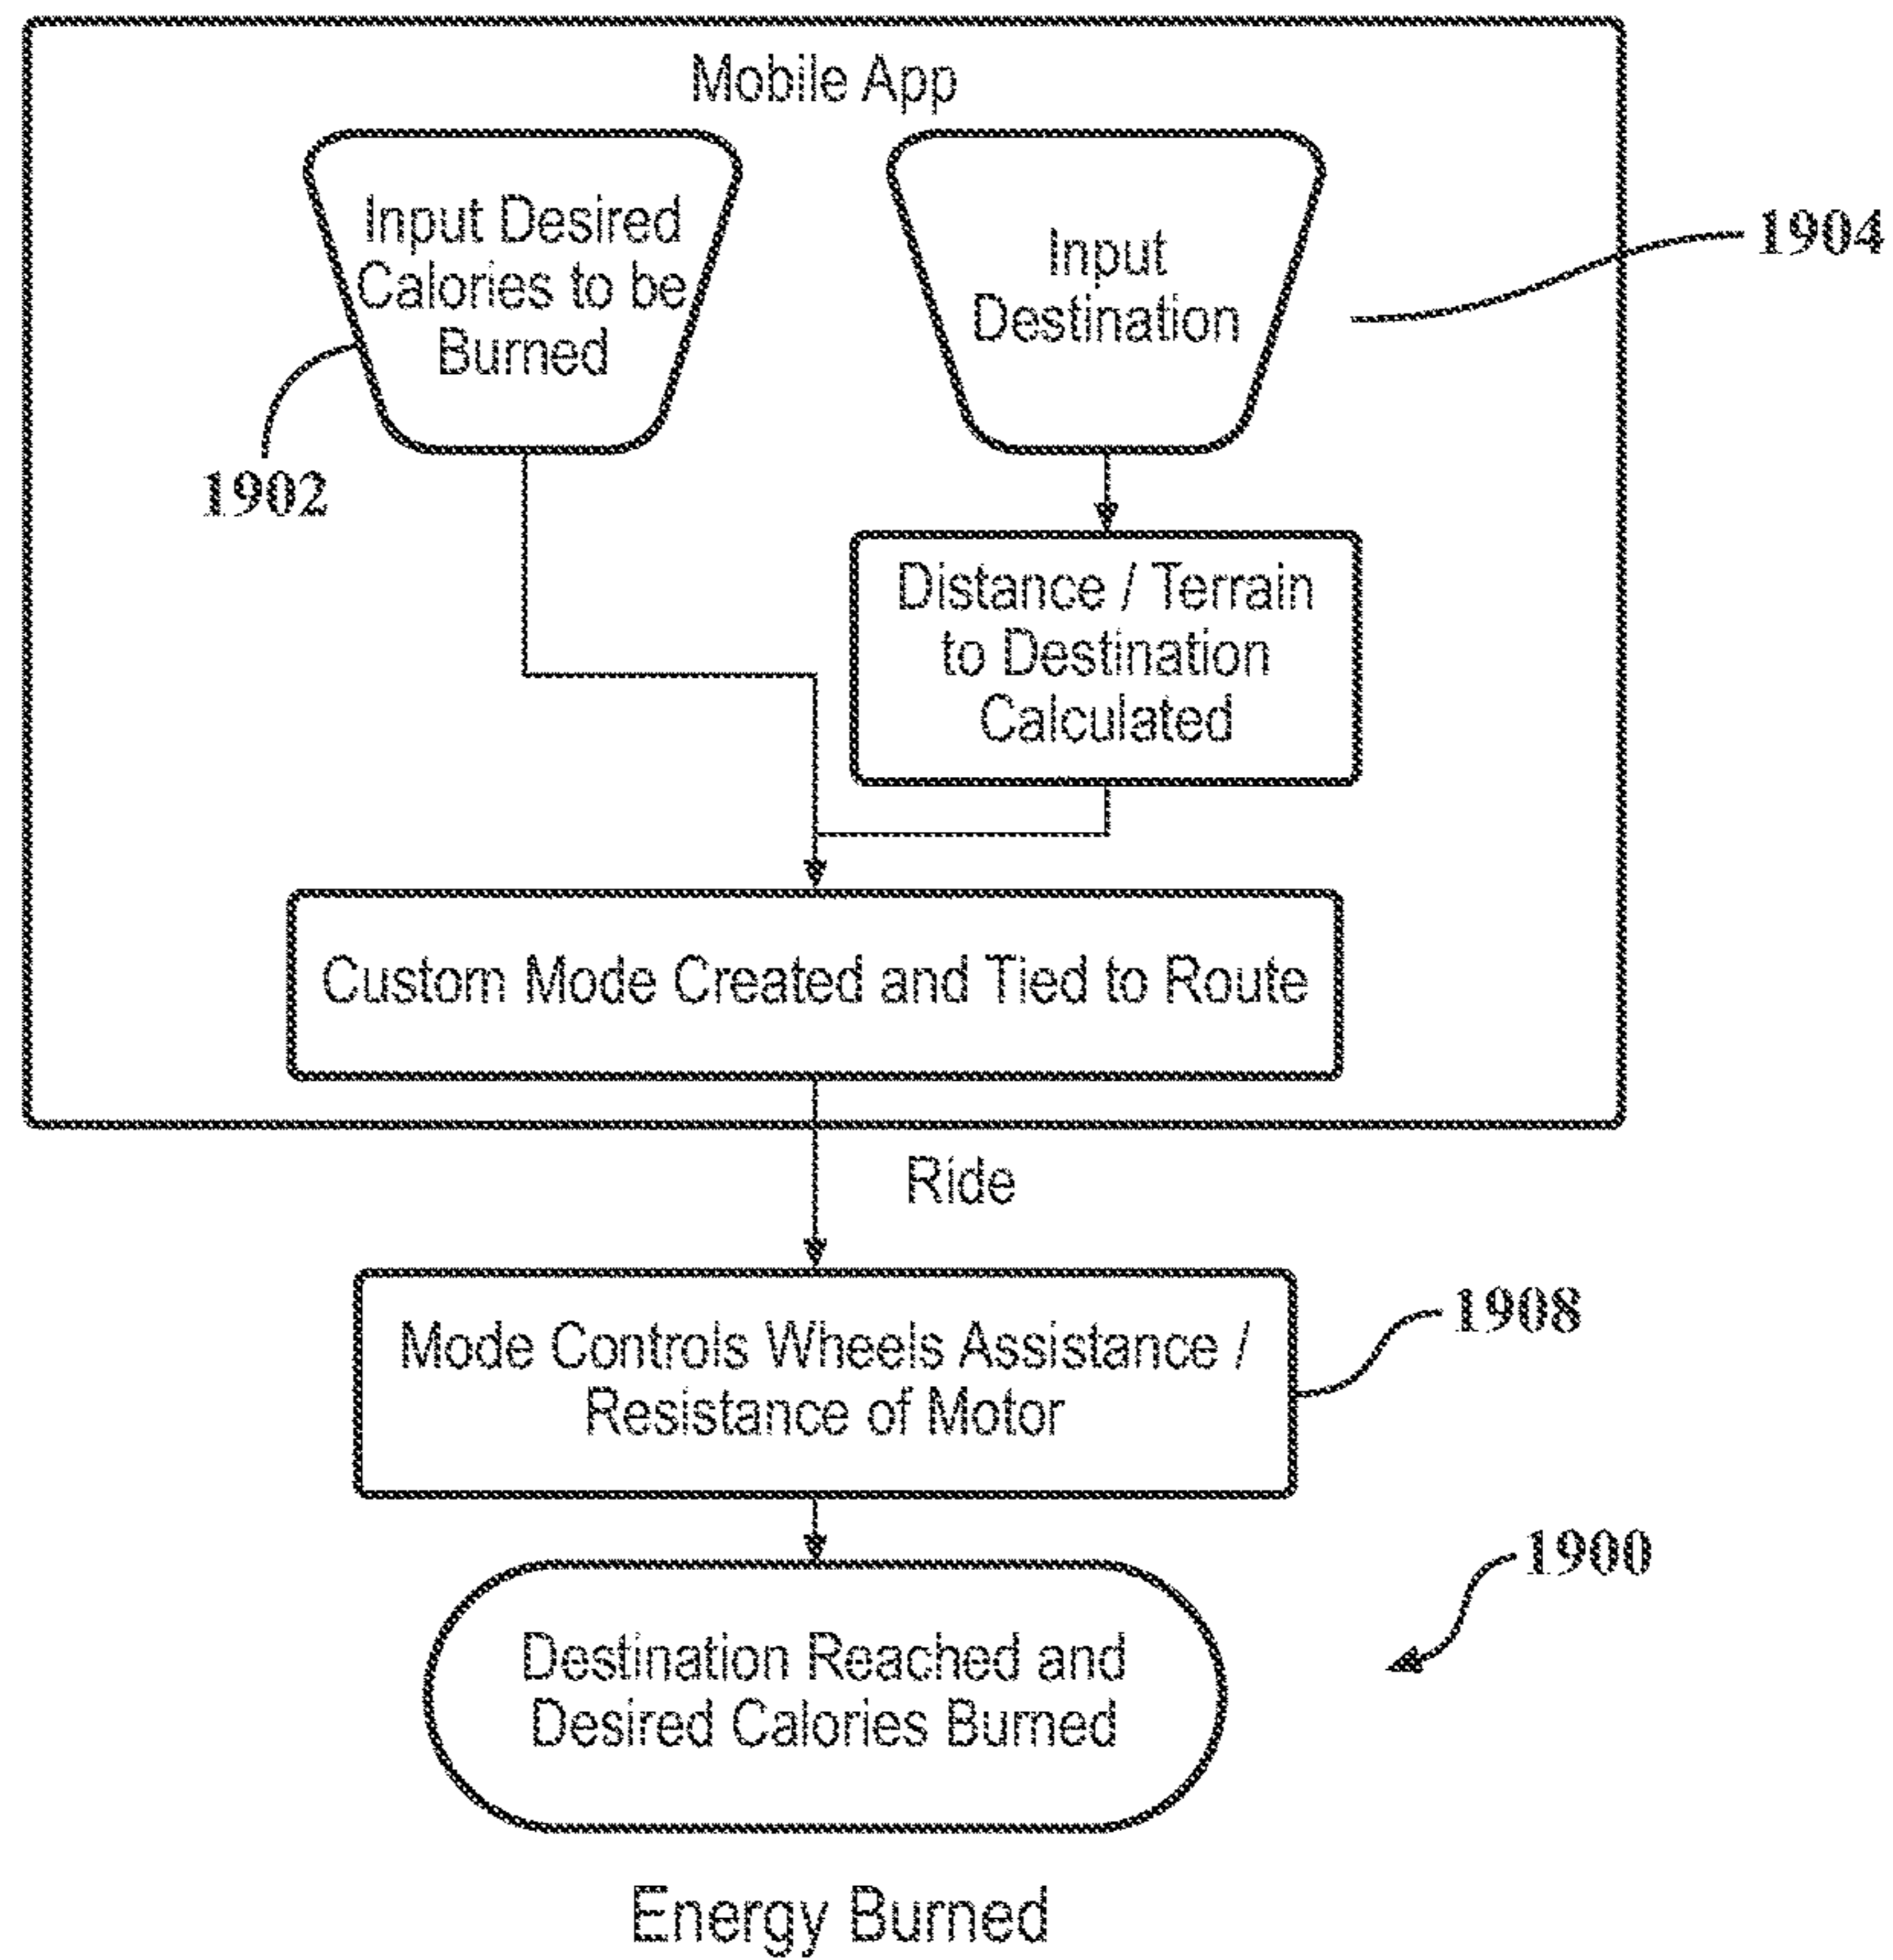 Mobile App
Input Desired
Calories to be
Burned
1902
Input
Destination
1904
Distance / Terrain
to Destination
Calculated
Custom Mode Created and Tied to Route
Ride
Mode Controls Wheels Assistance /
Resistance of Motor
1908
1900
Destination Reached and
Desired Calories Burned
Energy Burned